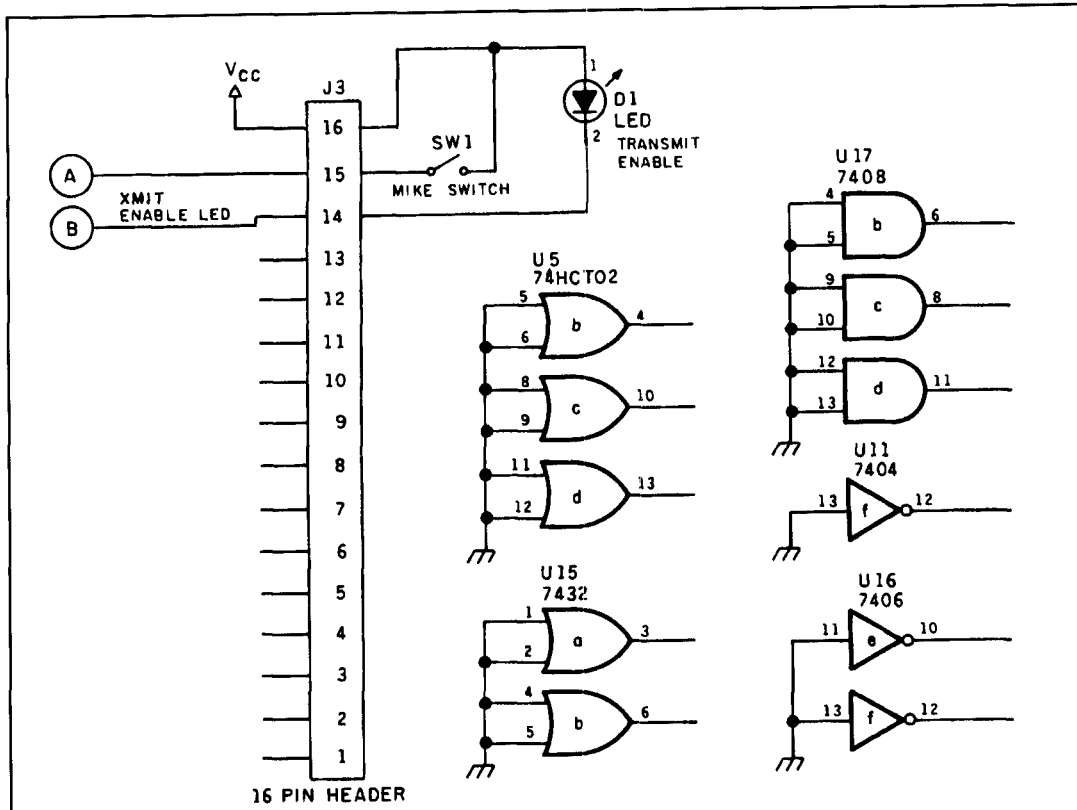 VCC
J3
16
15
14
13
12
11
10
9
8
7
6
5
4
3
2
1
16 PIN HEADER
A
B
XMIT
ENABLE LED
SW1
MIKE SWITCH
1
D1
LED
2
TRANSMIT
ENABLE
U5
74HCT02
5
6
b
4
8
9
c
10
11
12
d
13
U15
7432
1
2
a
3
4
5
b
6
U17
7408
4
5
b
6
9
10
c
8
12
13
d
11
U11
7404
13
f
12
U16
7406
11
e
10
13
f
12